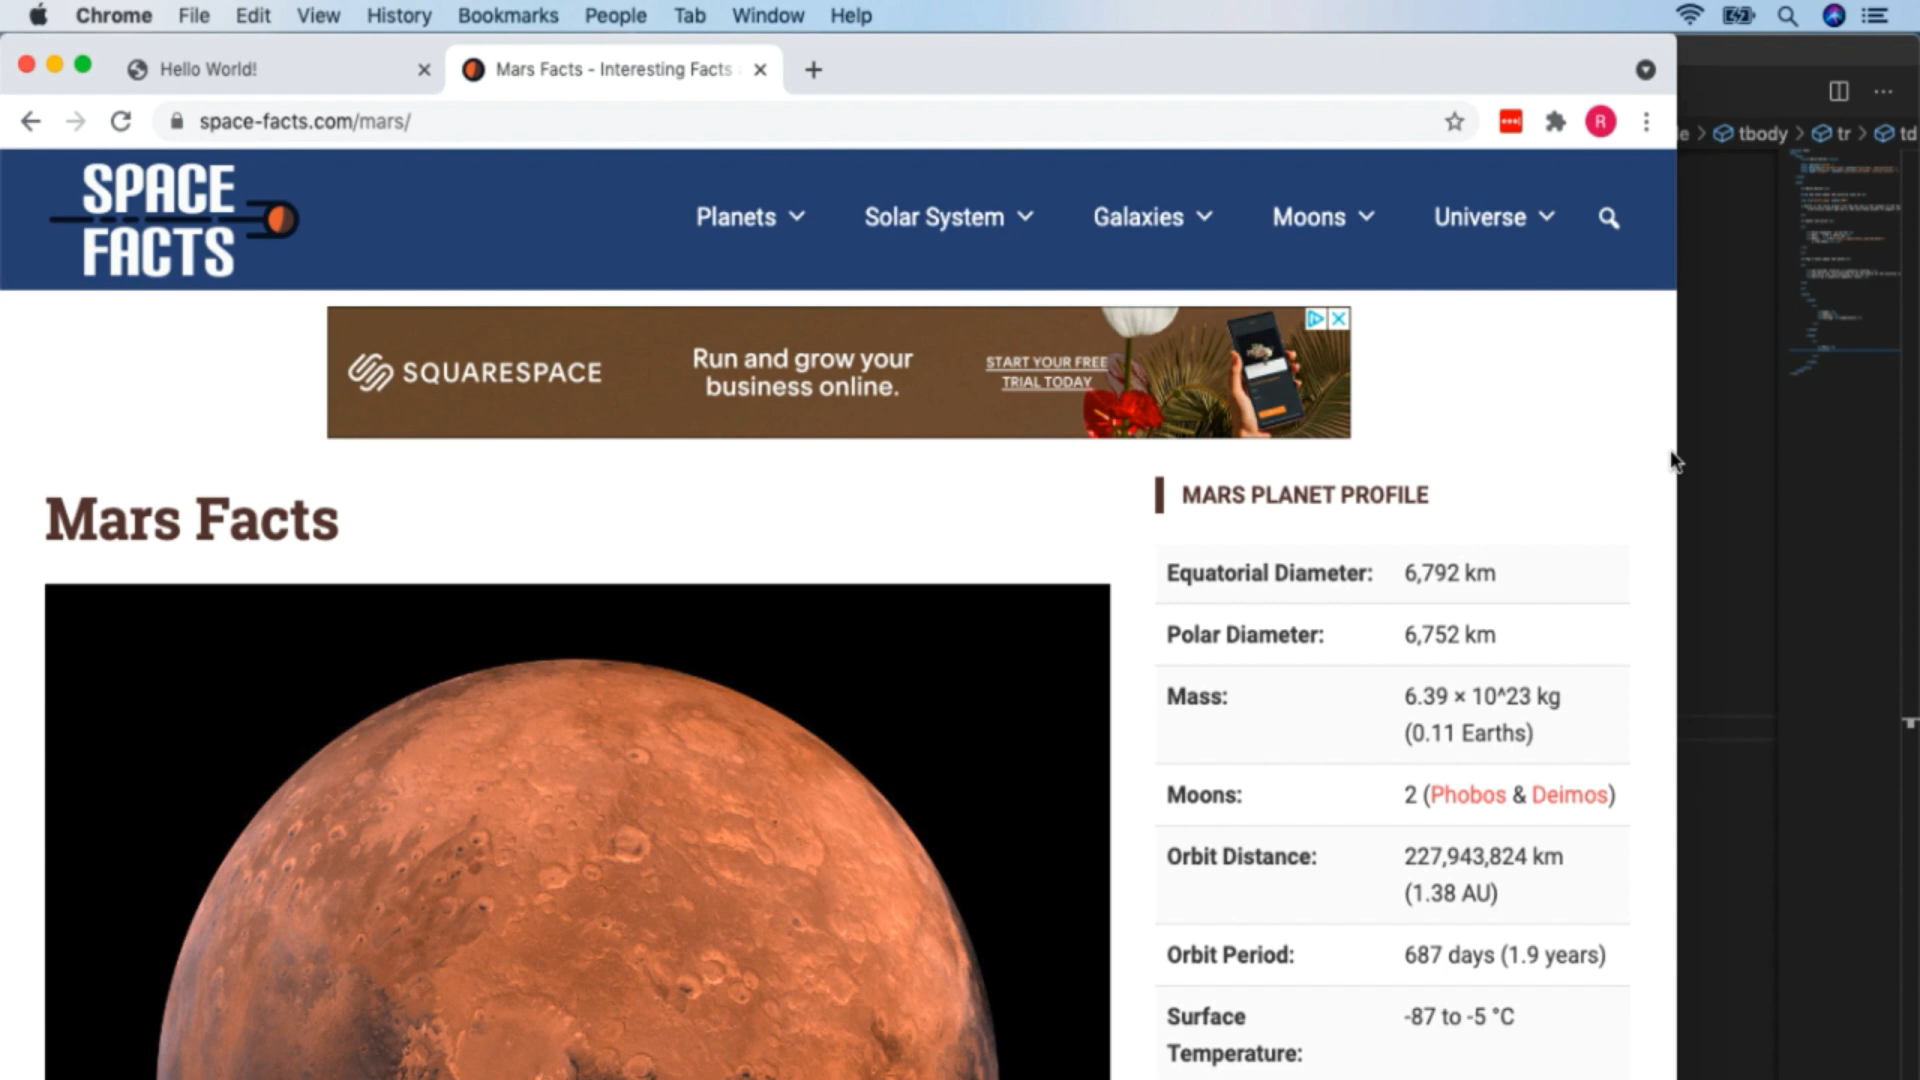 Chrome File Edit View History Bookmarks People Tab Window Help
Hello World!
Mars Facts - Interesting Facts
space-facts.com/mars/
R
tbody > tr > td
SPACE
FACTS
Planets Solar System Galaxies Moons Universe
SQUARESPACE
Run and grow your
business online.
START YOUR FREE
TRIAL TODAY
Mars Facts
MARS PLANET PROFILE
Equatorial Diameter: 6,792 km
Polar Diameter: 6,752 km
Mass: 6.39 × 10^23 kg
(0.11 Earths)
Moons: 2 (Phobos & Deimos)
Orbit Distance: 227,943,824 km
(1.38 AU)
Orbit Period: 687 days (1.9 years)
Surface -87 to -5 °C
Temperature: